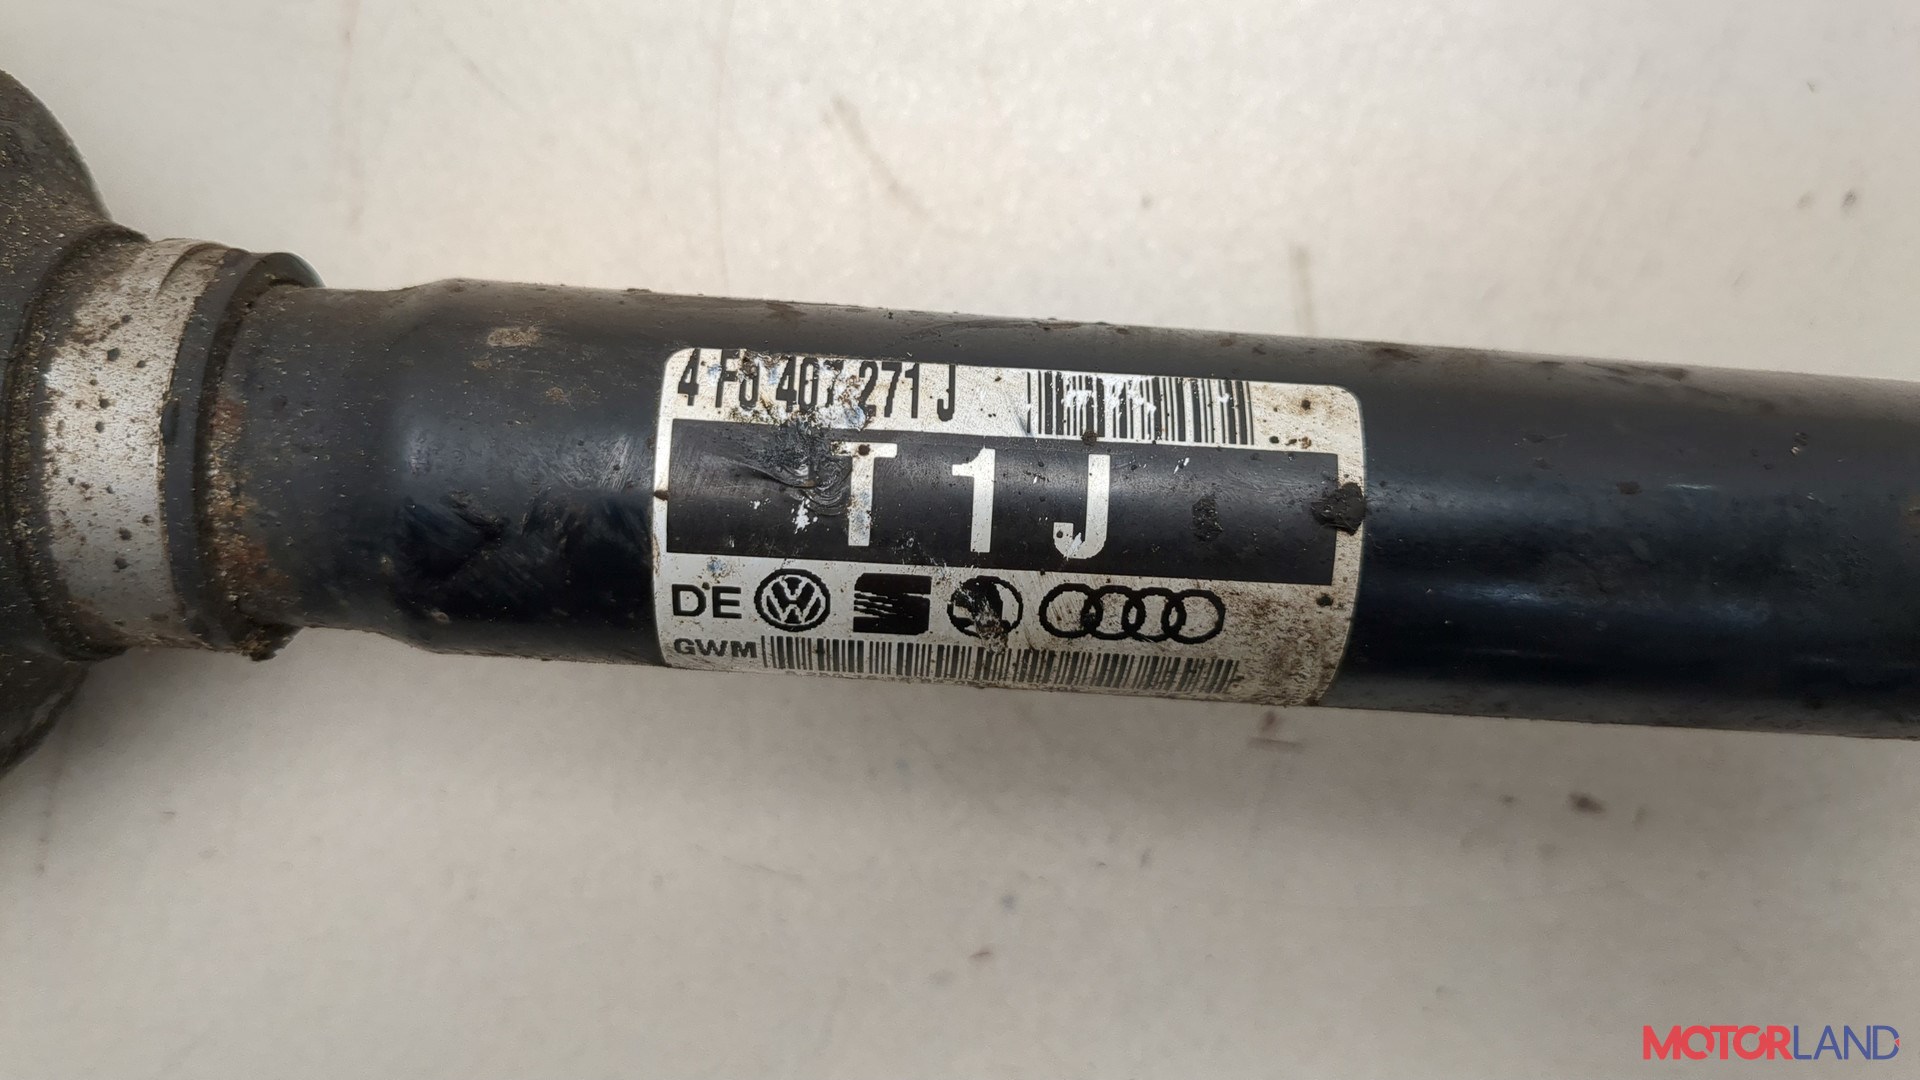 4 F0 407 271 J
T 1 J
DE
GWM
MOTORLAND